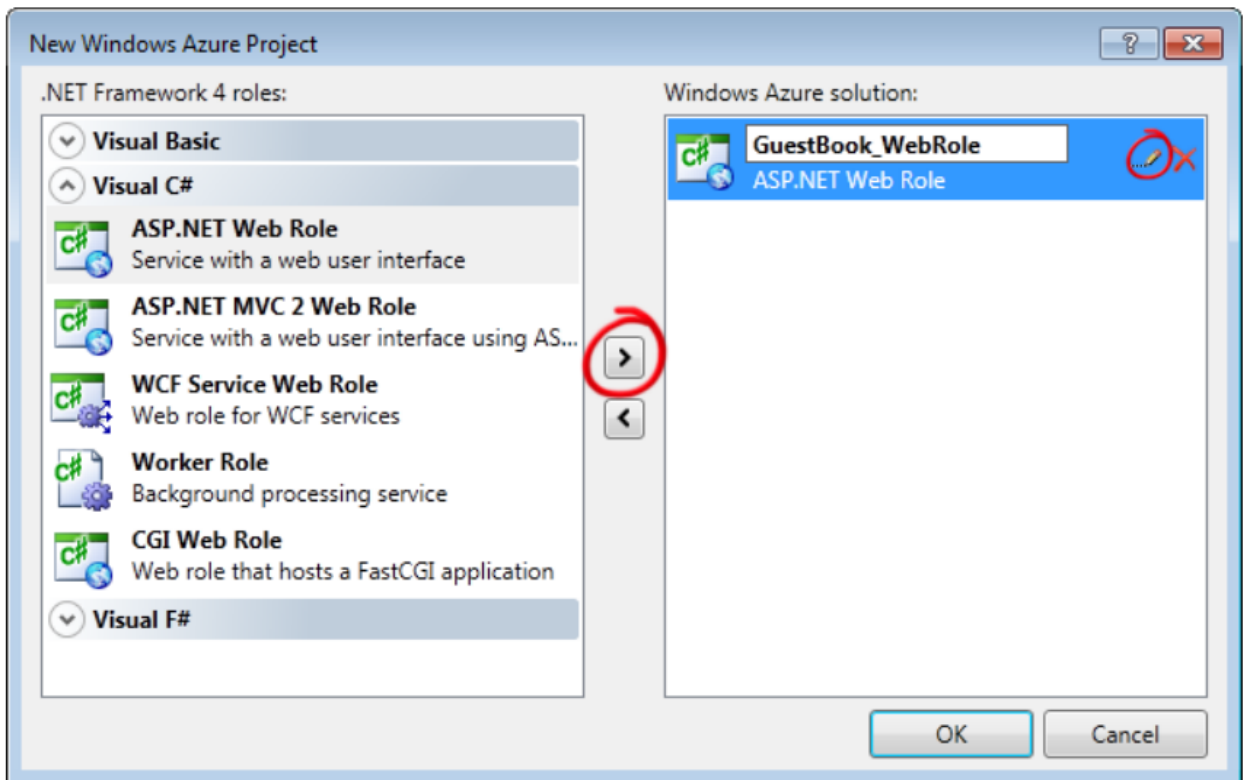 New Windows Azure Project
.NET Framework 4 roles:
Visual Basic
Visual C#
ASP.NET Web Role
Service with a web user interface
ASP.NET MVC 2 Web Role
Service with a web user interface using AS...
WCF Service Web Role
Web role for WCF services
Worker Role
Background processing service
CGI Web Role
Web role that hosts a FastCGI application
Visual F#
Windows Azure solution:
GuestBook_WebRole
ASP.NET Web Role
OK
Cancel